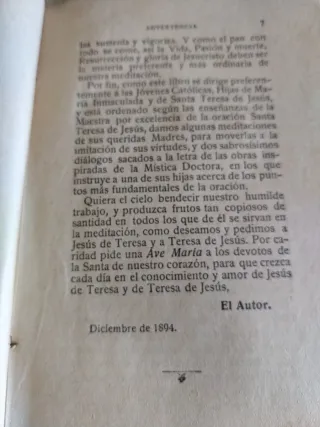 ADVERTENCIAS 7
los sustenta y vigoriza. Y como el pan con
todo se come, así la Vida, Pasión y muerte,
Resurrección y gloria de Jesucristo deben ser
la materia preferente y más ordinaria de
nuestra meditación.
Por fin, como este libro se dirige preferen-
temente a las Jóvenes Católicas, Hijas de María
Inmaculada y de Santa Teresa de Jesús,
y está ordenado según las enseñanzas de la
Maestra por excelencia de la oración Santa
Teresa de Jesús, damos algunas meditaciones
de sus queridas Madres, para moverlas a la
imitación de sus virtudes, y dos sabrosísimos
diálogos sacados a la letra de las obras ins-
piradas de la Mística Doctora, en los que
instruye a una de sus hijas acerca de los pun-
tos más fundamentales de la oración.
Quiera el cielo bendecir nuestro humilde
trabajo, y produzca frutos tan copiosos de
santidad en todos los que de él se sirvan en
la meditación, como deseamos y pedimos a
Jesús de Teresa y a Teresa de Jesús. Por ca-
ridad pide una Ave María a los devotos de
la Santa de nuestro corazón, para que crezca
cada día en el conocimiento y amor de Jesús
de Teresa y de Teresa de Jesús,
El Autor.
Diciembre de 1894.